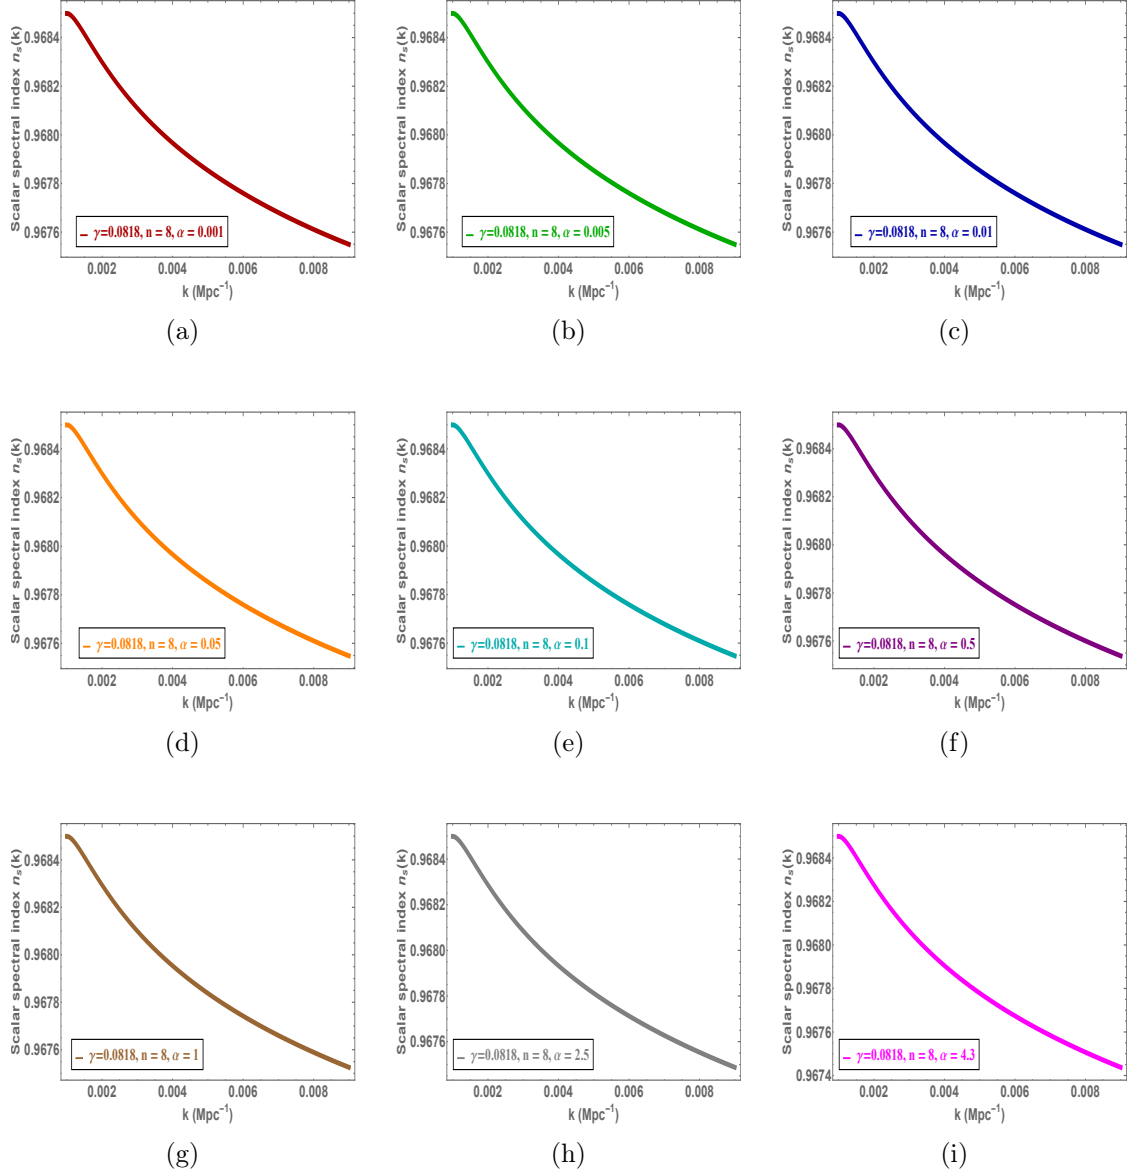 Scalar spectral index n_s(k)
0.9684
0.9682
0.9680
0.9678
0.9676
γ=0.0818, n = 8, α = 0.001
0.002 0.004 0.006 0.008
k (Mpc⁻¹)
(a)
Scalar spectral index n_s(k)
0.9684
0.9682
0.9680
0.9678
0.9676
γ=0.0818, n = 8, α = 0.005
0.002 0.004 0.006 0.008
k (Mpc⁻¹)
(b)
Scalar spectral index n_s(k)
0.9684
0.9682
0.9680
0.9678
0.9676
γ=0.0818, n = 8, α = 0.01
0.002 0.004 0.006 0.008
k (Mpc⁻¹)
(c)
Scalar spectral index n_s(k)
0.9684
0.9682
0.9680
0.9678
0.9676
γ=0.0818, n = 8, α = 0.05
0.002 0.004 0.006 0.008
k (Mpc⁻¹)
(d)
Scalar spectral index n_s(k)
0.9684
0.9682
0.9680
0.9678
0.9676
γ=0.0818, n = 8, α = 0.1
0.002 0.004 0.006 0.008
k (Mpc⁻¹)
(e)
Scalar spectral index n_s(k)
0.9684
0.9682
0.9680
0.9678
0.9676
γ=0.0818, n = 8, α = 0.5
0.002 0.004 0.006 0.008
k (Mpc⁻¹)
(f)
Scalar spectral index n_s(k)
0.9684
0.9682
0.9680
0.9678
0.9676
γ=0.0818, n = 8, α = 1
0.002 0.004 0.006 0.008
k (Mpc⁻¹)
(g)
Scalar spectral index n_s(k)
0.9684
0.9682
0.9680
0.9678
0.9676
γ=0.0818, n = 8, α = 2.5
0.002 0.004 0.006 0.008
k (Mpc⁻¹)
(h)
Scalar spectral index n_s(k)
0.9684
0.9682
0.9680
0.9678
0.9676
0.9674
γ=0.0818, n = 8, α = 4.3
0.002 0.004 0.006 0.008
k (Mpc⁻¹)
(i)